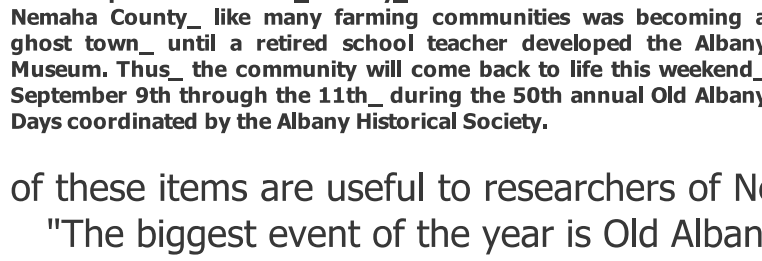 Nemaha County_ like many farming communities was becoming a
ghost town_ until a retired school teacher developed the Albany
Museum. Thus_ the community will come back to life this weekend_
September 9th through the 11th_ during the 50th annual Old Albany
Days coordinated by the Albany Historical Society.
of these items are useful to researchers of
"The biggest event of the year is Old Alban